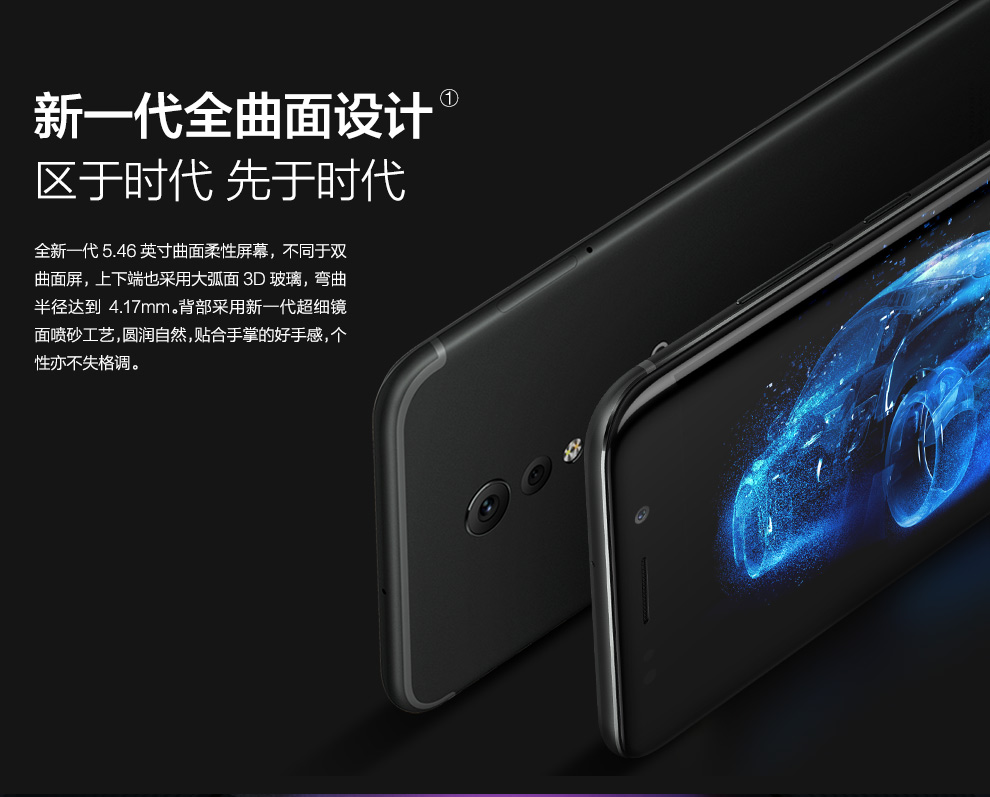 新一代全曲面设计①
区于时代 先于时代
全新一代 5.46 英寸曲面柔性屏幕，不同于双
曲面屏，上下端也采用大弧面 3D 玻璃，弯曲
半径达到 4.17mm。背部采用新一代超细镜
面喷砂工艺，圆润自然，贴合手掌的好手感，个
性亦不失格调。